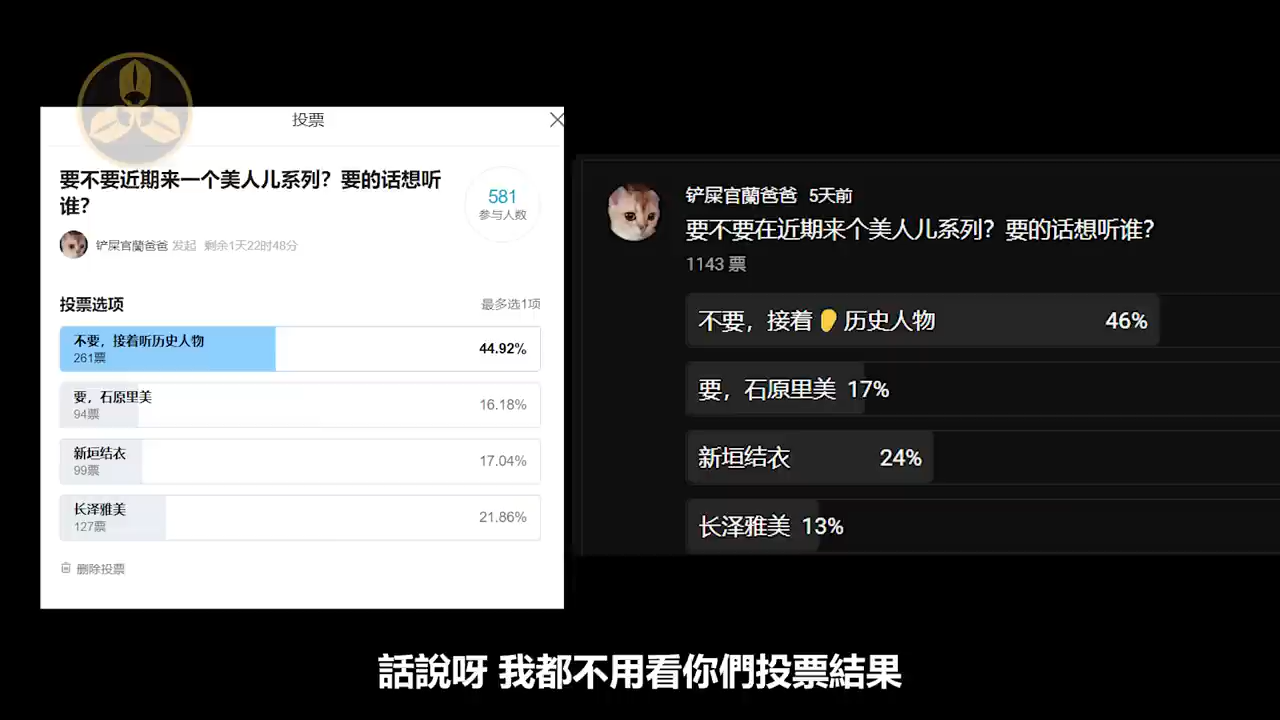 投票
要不要近期来一个美人儿系列？要的话想听
谁？
581
参与人数
铲屎官蘭爸爸 发起 剩余1天22时48分
投票选项
最多选1项
不要，接着听历史人物
261票
44.92%
要，石原里美
94票
16.18%
新垣结衣
99票
17.04%
长泽雅美
127票
21.86%
删除投票
铲屎官蘭爸爸 5天前
要不要在近期来个美人儿系列？要的话想听谁？
1143 票
不要，接着👂历史人物 46%
要，石原里美 17%
新垣结衣 24%
长泽雅美 13%
話說呀 我都不用看你們投票結果